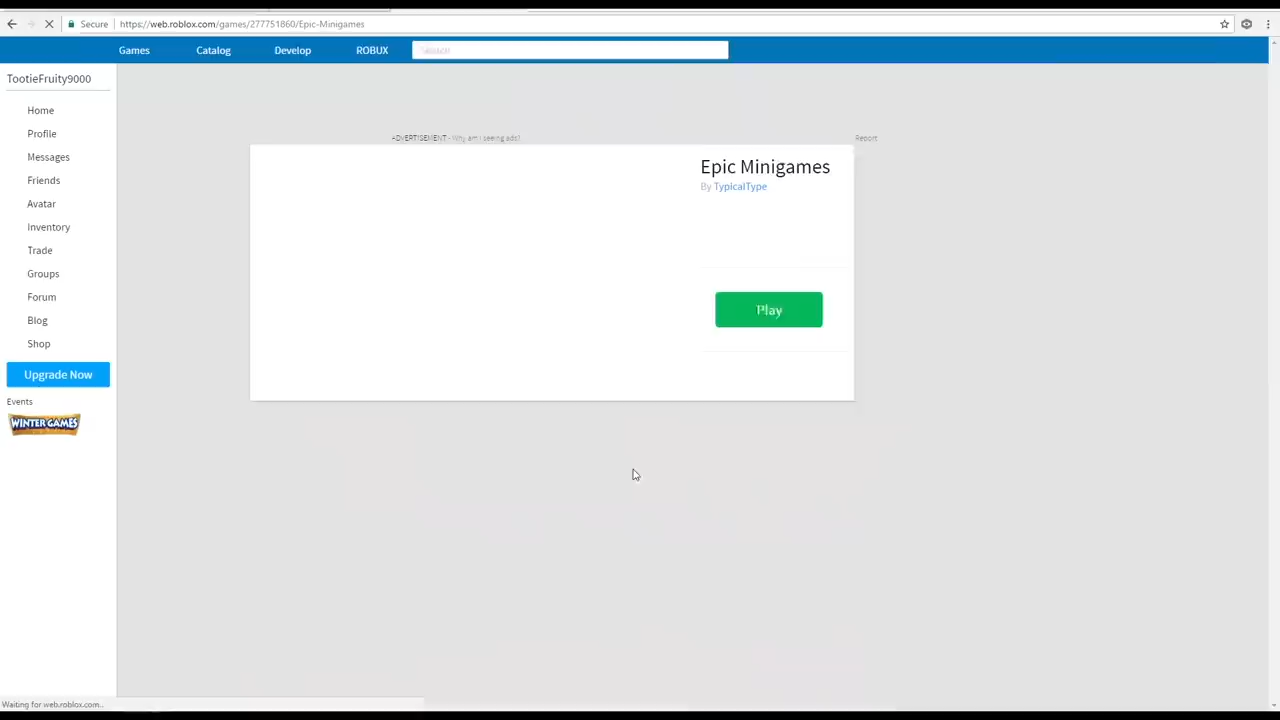 Secure
https://web.roblox.com/games/277751860/Epic-Minigames
Games
Catalog
Develop
ROBUX
Search
TootieFruity9000
Home
Profile
Messages
Friends
Avatar
Inventory
Trade
Groups
Forum
Blog
Shop
Upgrade Now
Events
WINTER GAMES
ADVERTISEMENT - Why am I seeing ads?
Report
Epic Minigames
By TypicalType
Play
Waiting for web.roblox.com...